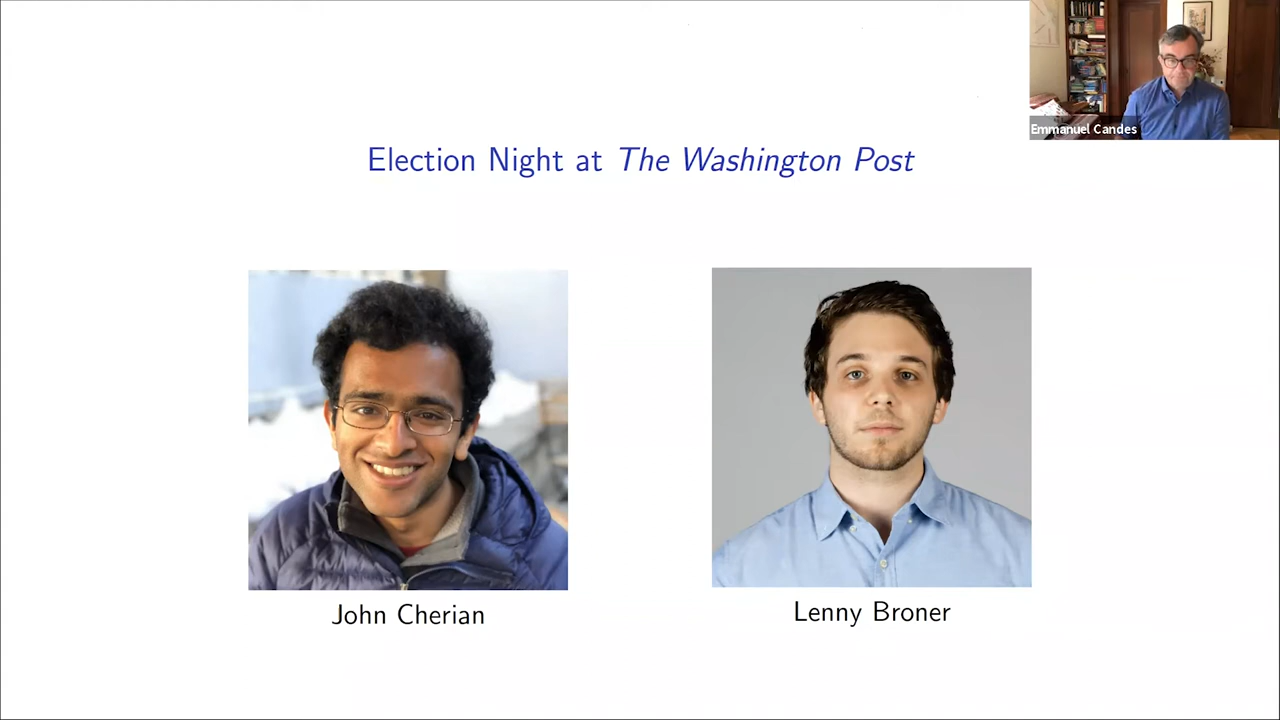 Emmanuel Candes
Election Night at The Washington Post
John Cherian
Lenny Broner